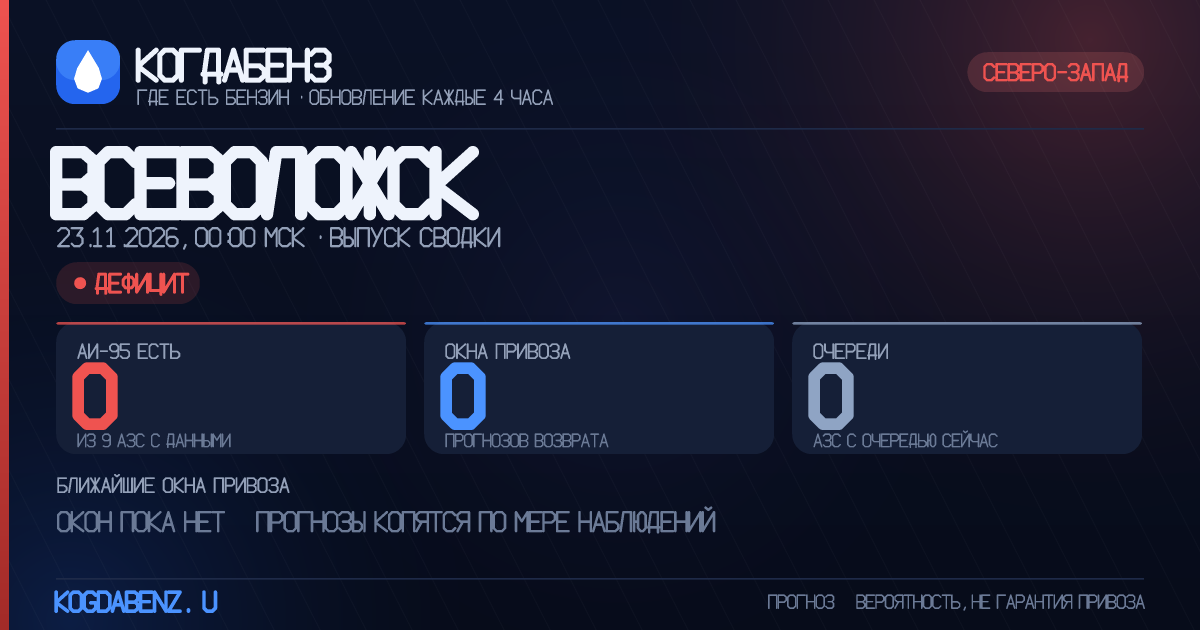 КОГДАБЕНЗ
ГДЕ ЕСТЬ БЕНЗИН · ОБНОВЛЕНИЕ КАЖДЫЕ 4 ЧАСА
СЕВЕРО-ЗАПАД
ВСЕВОЛОЖСК
23.11.2026, 00:00 МСК · ВЫПУСК СВОДКИ
ДЕФИЦИТ
АИ-95 ЕСТЬ
0
ИЗ 9 АЗС С ДАННЫМИ
ОКНА ПРИВОЗА
0
ПРОГНОЗОВ ВОЗВРАТА
ОЧЕРЕДИ
0
АЗС С ОЧЕРЕДЬЮ СЕЙЧАС
БЛИЖАЙШИЕ ОКНА ПРИВОЗА
ОКОН ПОКА НЕТ ПРОГНОЗЫ КОПЯТСЯ ПО МЕРЕ НАБЛЮДЕНИЙ
KOGDABENZ. U
ПРОГНОЗ ВЕРОЯТНОСТЬ, НЕ ГАРАНТИЯ ПРИВОЗА